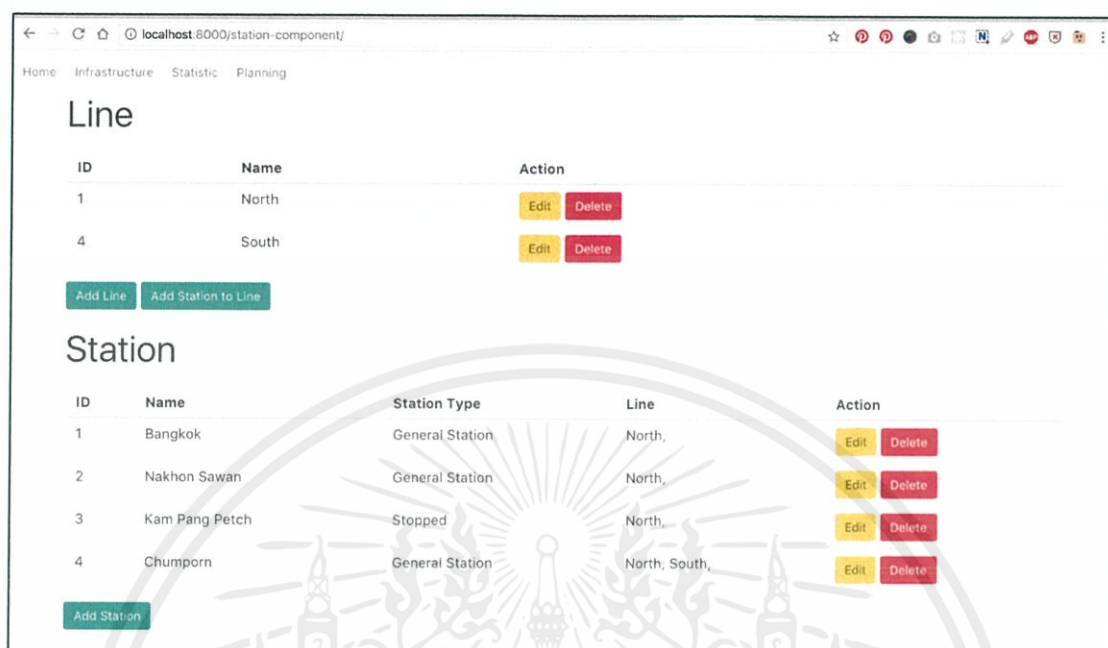 localhost:8000/station-component/
Home Infrastructure Statistic Planning
Line
ID Name Action
1 North Edit Delete
4 South Edit Delete
Add Line Add Station to Line
Station
ID Name Station Type Line Action
1 Bangkok General Station North, Edit Delete
2 Nakhon Sawan General Station North, Edit Delete
3 Kam Pang Petch Stopped North, Edit Delete
4 Chumporn General Station North, South, Edit Delete
Add Station